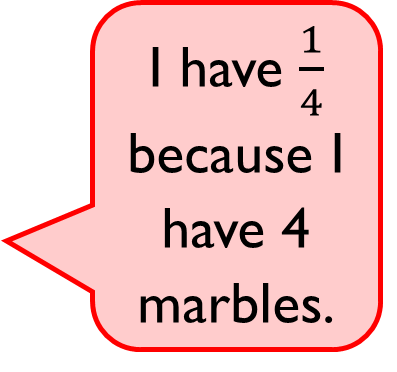 I have 1/4
because I
have 4
marbles.